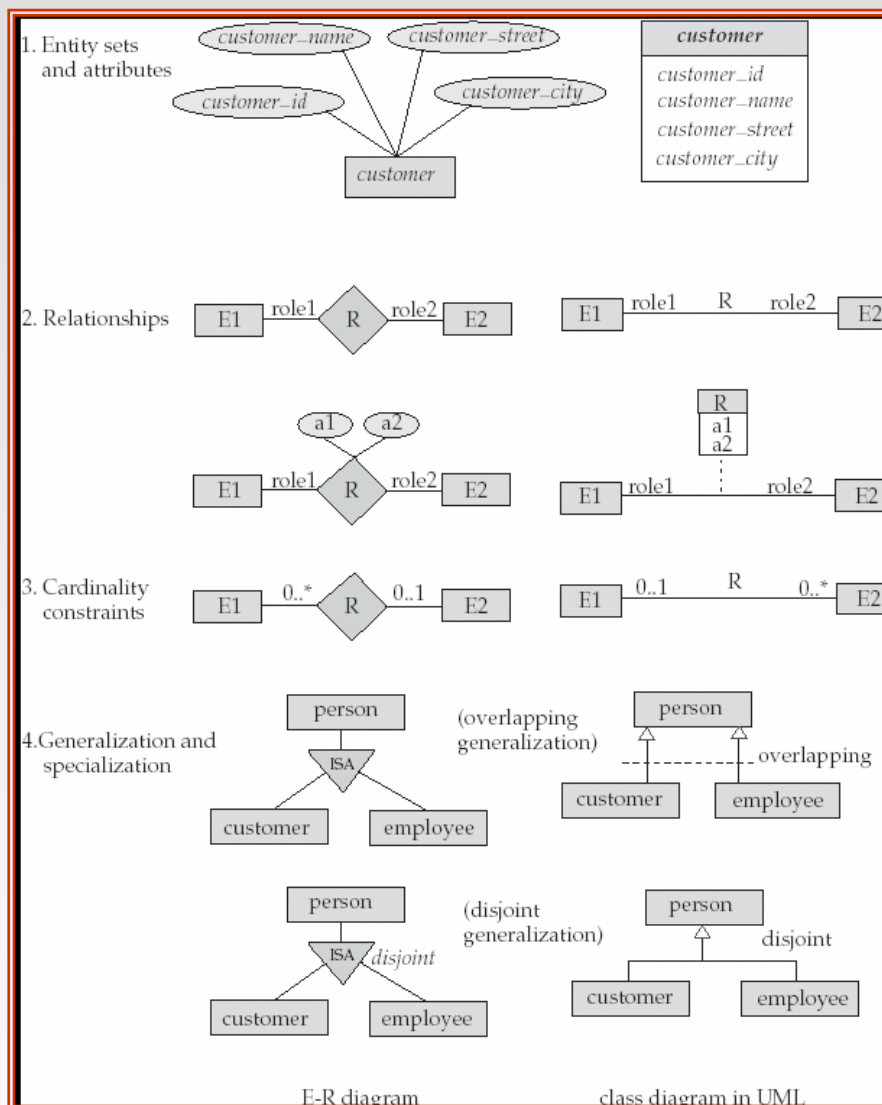 1. Entity sets
and attributes
customer_name
customer_street
customer_id
customer_city
customer
customer
customer_id
customer_name
customer_street
customer_city
2. Relationships
E1
role1
R
role2
E2
E1
role1
R
role2
E2
a1
a2
E1
role1
R
role2
E2
R
a1
a2
E1
role1
role2
E2
3. Cardinality
constraints
E1
0..*
R
0..1
E2
E1
0..1
R
0..*
E2
4.Generalization and
specialization
person
ISA
customer
employee
(overlapping
generalization)
person
overlapping
customer
employee
person
ISA
disjoint
customer
employee
(disjoint
generalization)
person
disjoint
customer
employee
E-R diagram
class diagram in UML